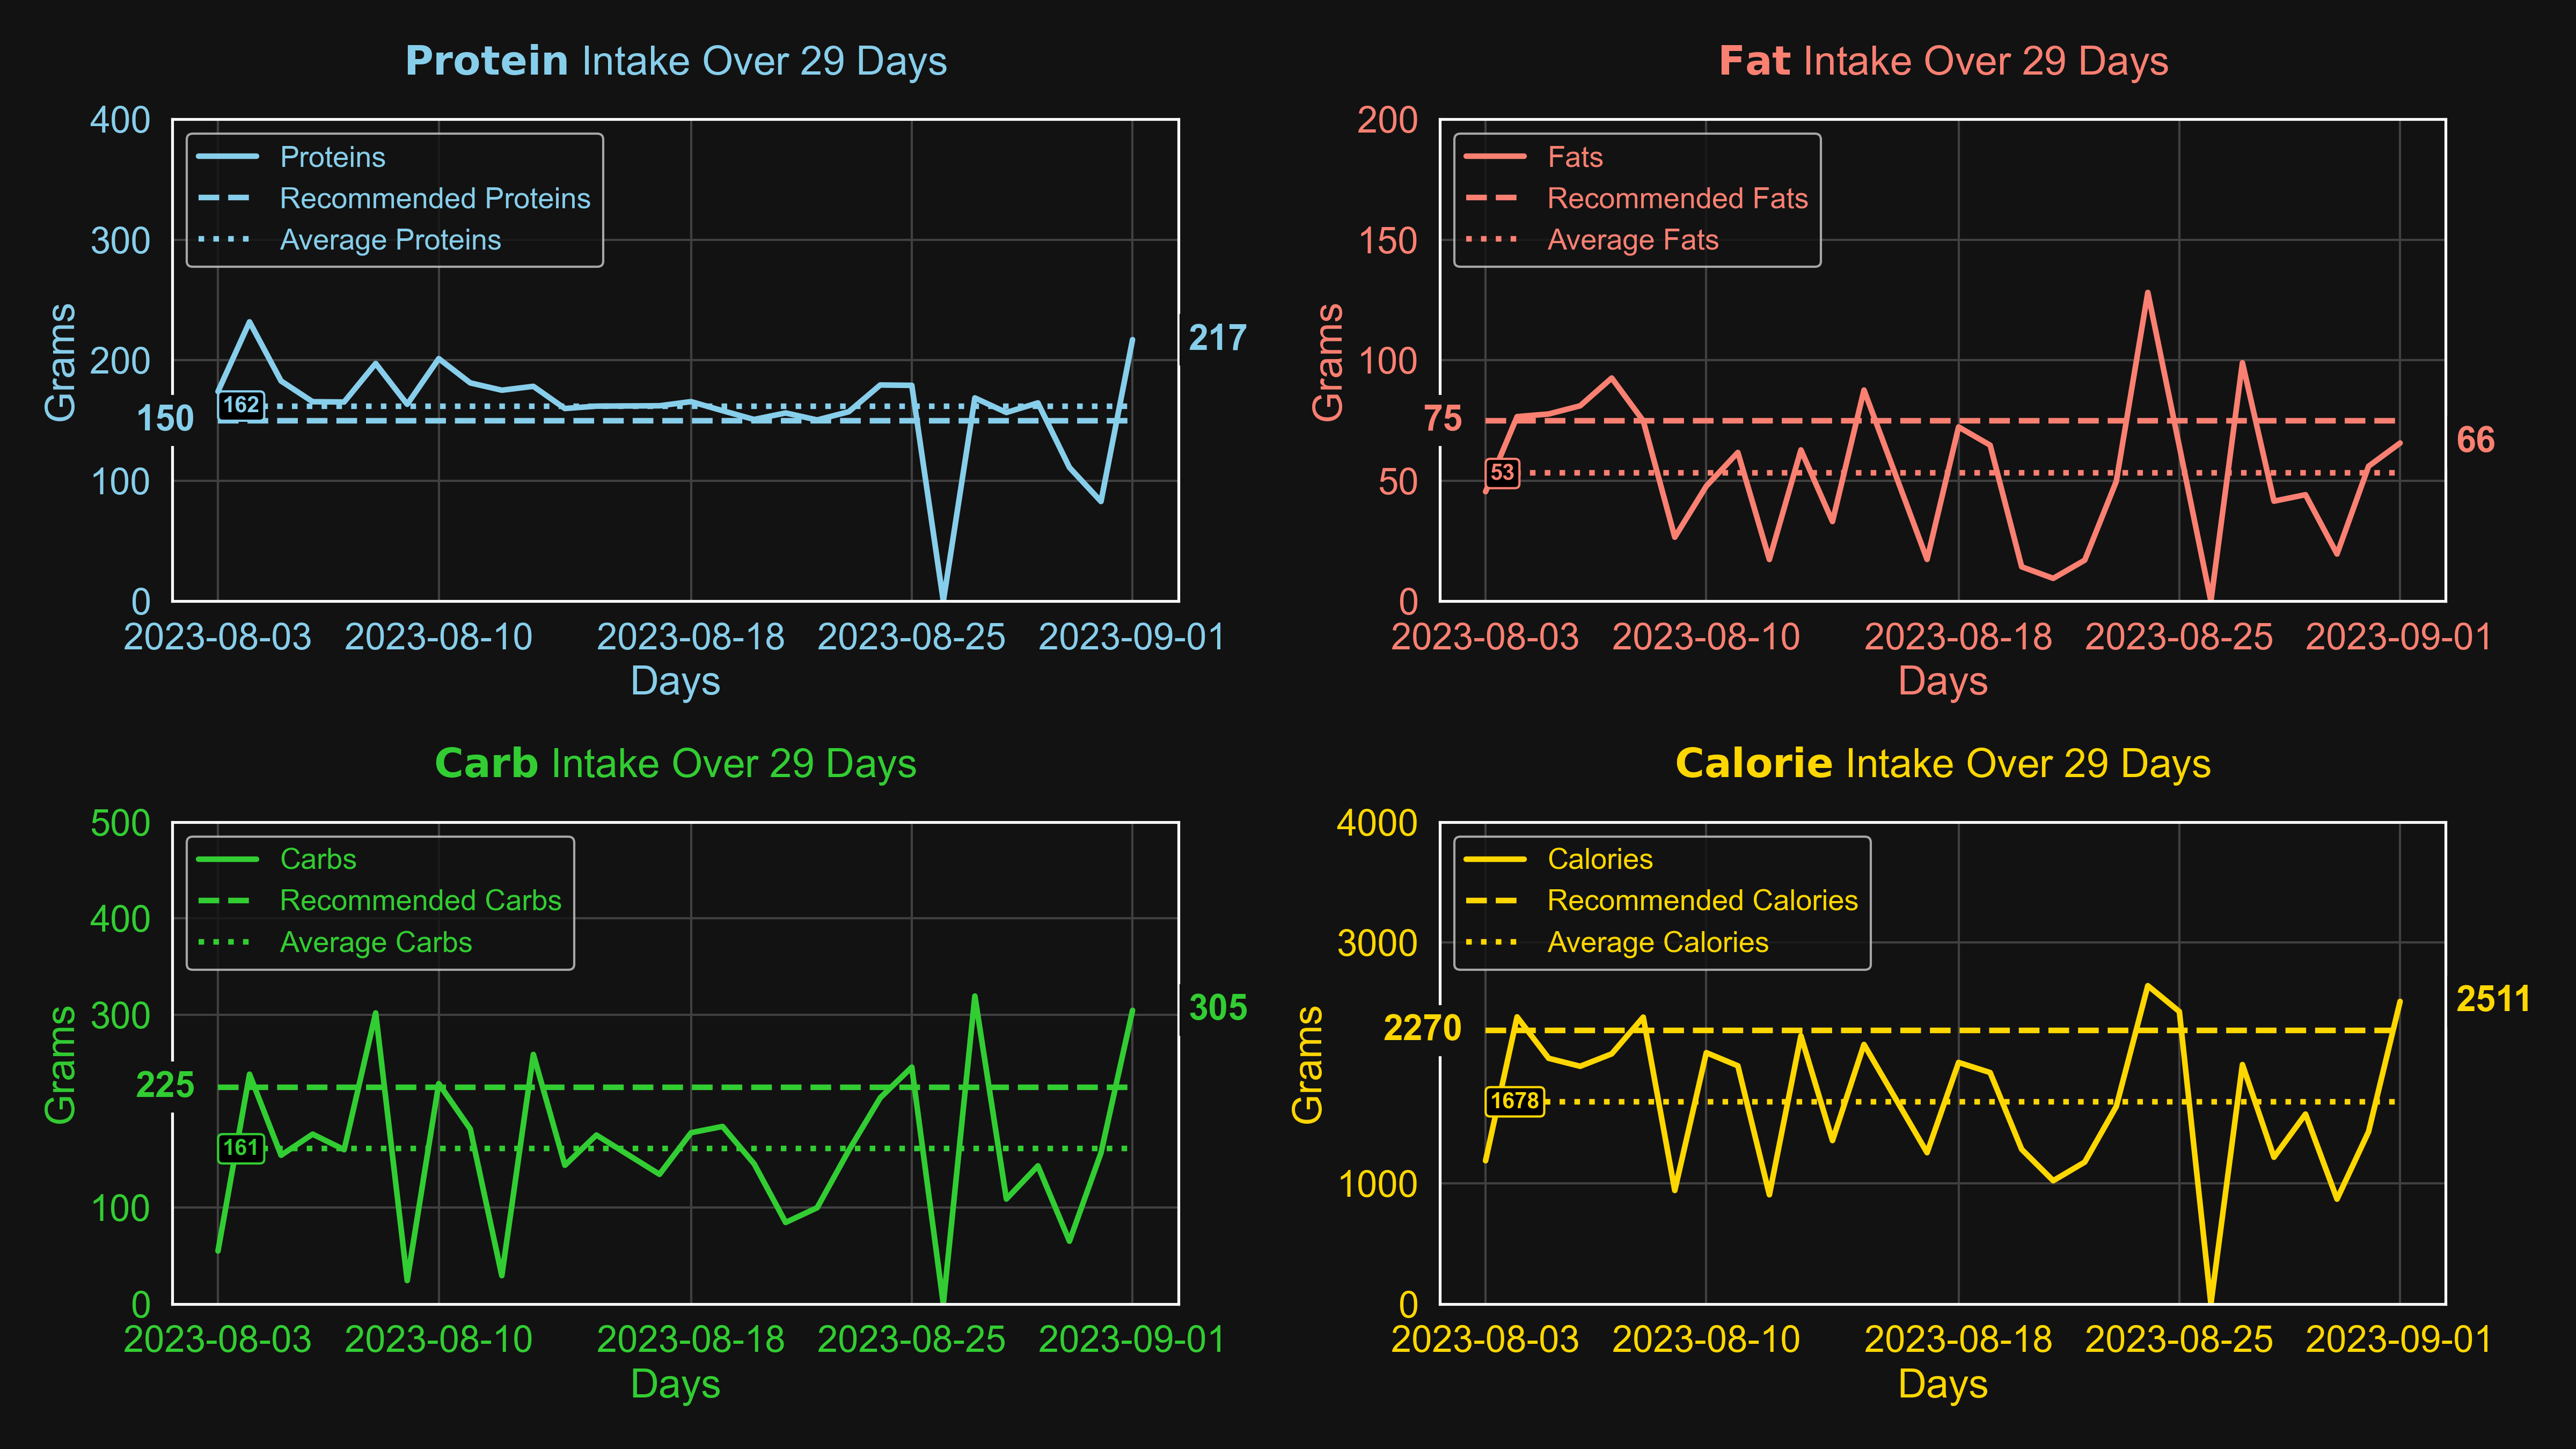 Protein Intake Over 29 Days
400
300
200
100
0
150
162
217
Grams
Proteins
Recommended Proteins
Average Proteins
2023-08-03 2023-08-10 2023-08-18 2023-08-25 2023-09-01
Days
Fat Intake Over 29 Days
200
150
100
50
0
75
53
66
Grams
Fats
Recommended Fats
Average Fats
2023-08-03 2023-08-10 2023-08-18 2023-08-25 2023-09-01
Days
Carb Intake Over 29 Days
500
400
300
100
0
225
161
305
Grams
Carbs
Recommended Carbs
Average Carbs
2023-08-03 2023-08-10 2023-08-18 2023-08-25 2023-09-01
Days
Calorie Intake Over 29 Days
4000
3000
1000
0
2270
1678
2511
Grams
Calories
Recommended Calories
Average Calories
2023-08-03 2023-08-10 2023-08-18 2023-08-25 2023-09-01
Days